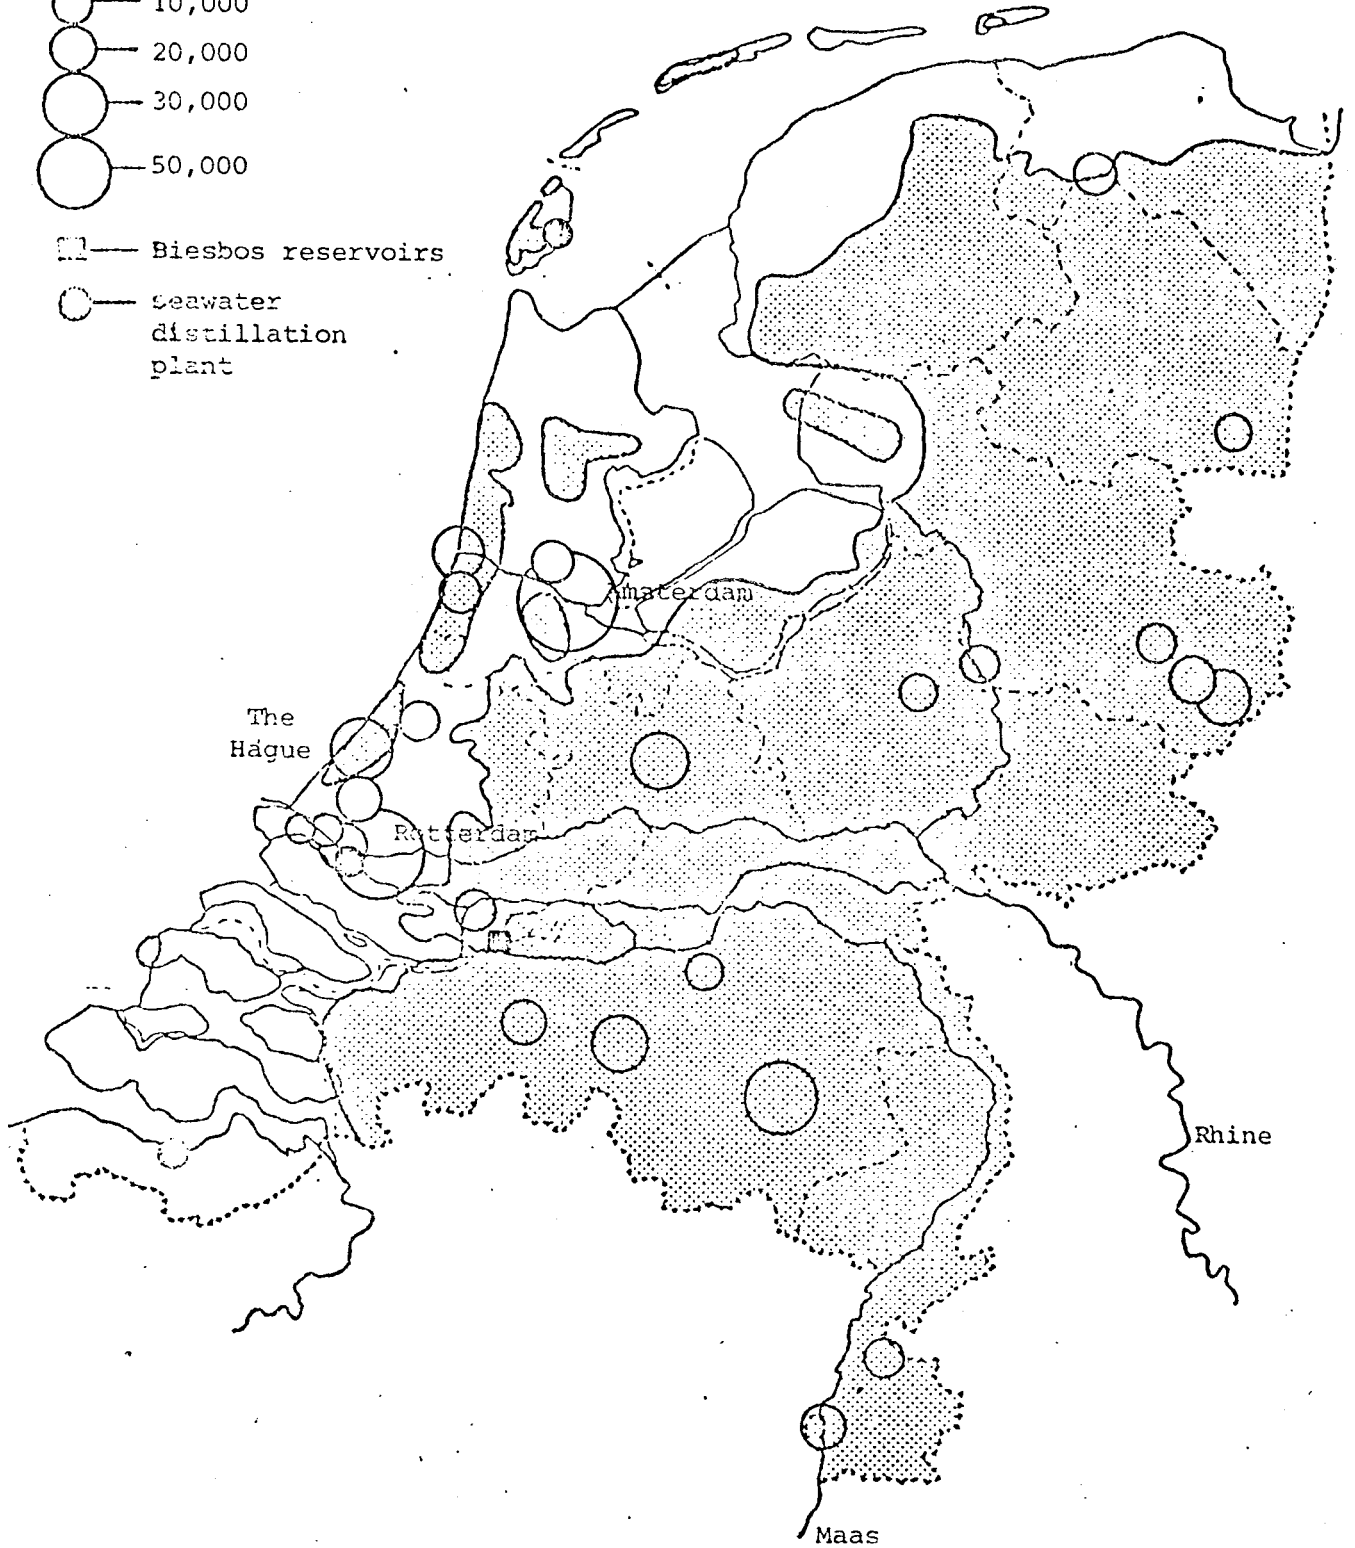 10,000
20,000
30,000
50,000
Biesbos reservoirs
Seawater
distillation
plant
Amsterdam
The
Hague
Rotterdam
Rhine
Maas